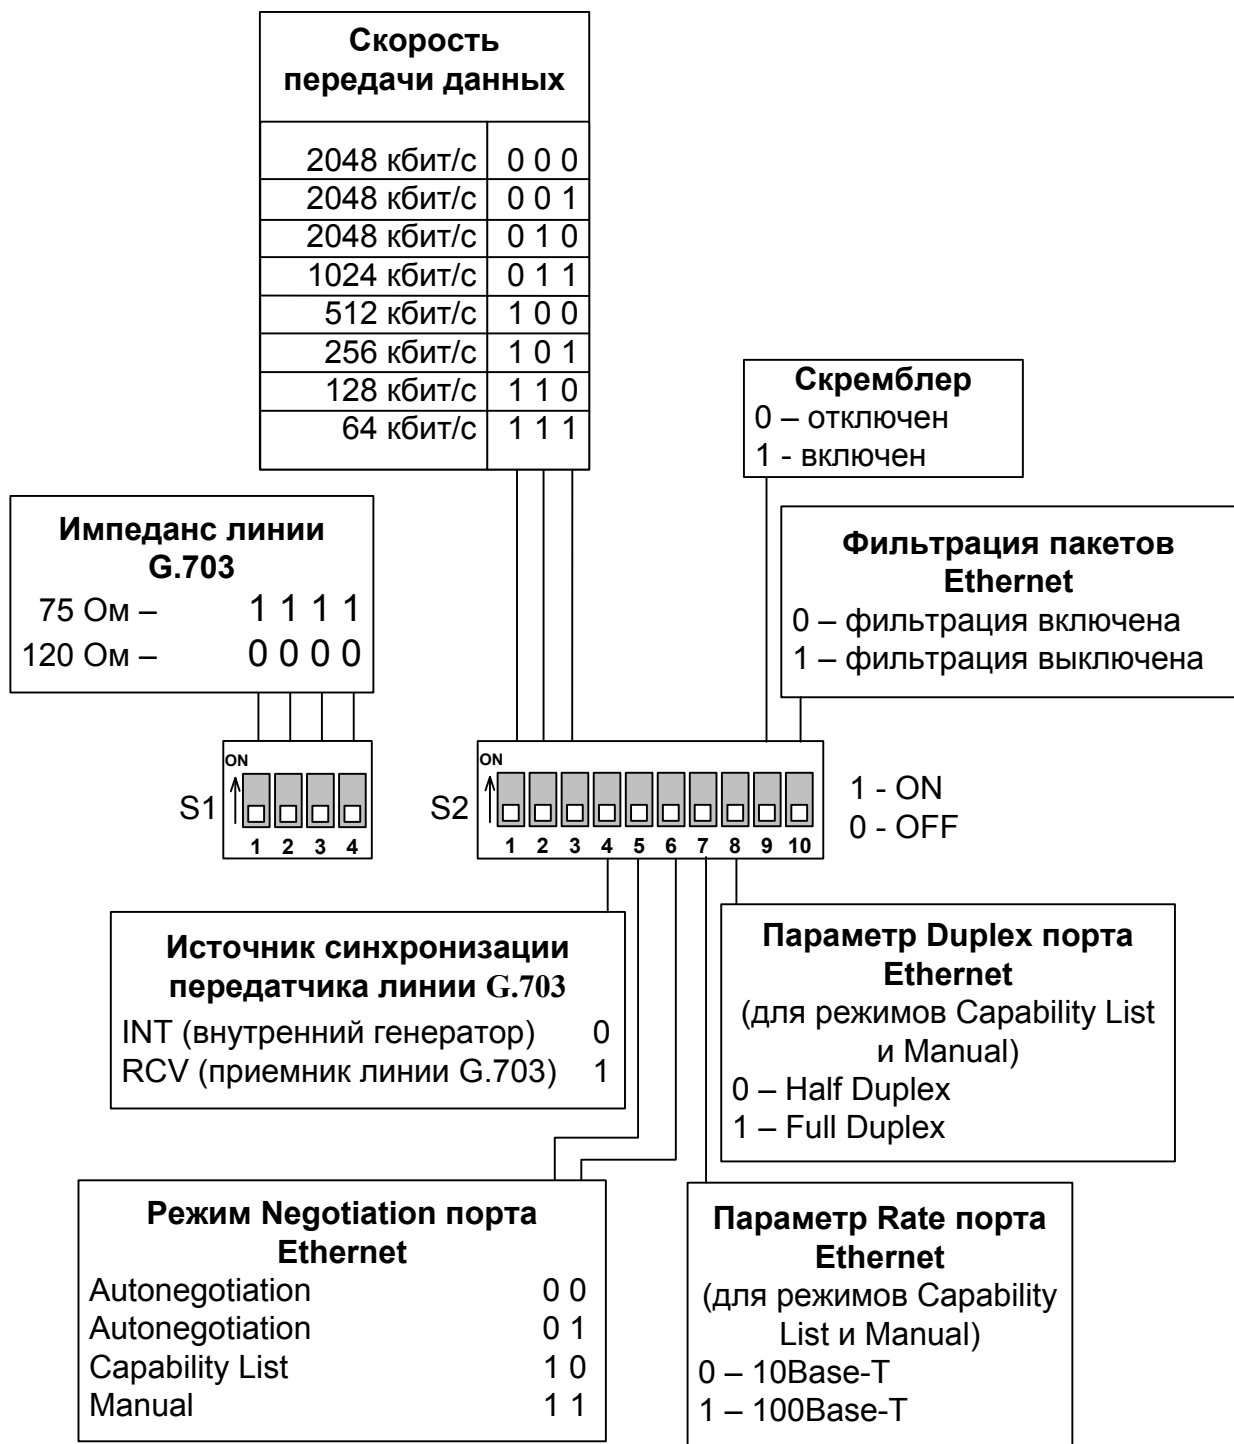 Скорость
передачи данных
2048 кбит/с 0 0 0
2048 кбит/с 0 0 1
2048 кбит/с 0 1 0
1024 кбит/с 0 1 1
512 кбит/с 1 0 0
256 кбит/с 1 0 1
128 кбит/с 1 1 0
64 кбит/с 1 1 1
Скремблер
0 – отключен
1 - включен
Импеданс линии
G.703
75 Ом – 1 1 1 1
120 Ом – 0 0 0 0
Фильтрация пакетов
Ethernet
0 – фильтрация включена
1 – фильтрация выключена
ON
S1
1 2 3 4
ON
S2
1 2 3 4 5 6 7 8 9 10
1 - ON
0 - OFF
Источник синхронизации
передатчика линии G.703
INT (внутренний генератор) 0
RCV (приемник линии G.703) 1
Параметр Duplex порта
Ethernet
(для режимов Capability List
и Manual)
0 – Half Duplex
1 – Full Duplex
Режим Negotiation порта
Ethernet
Autonegotiation 0 0
Autonegotiation 0 1
Capability List 1 0
Manual 1 1
Параметр Rate порта
Ethernet
(для режимов Capability
List и Manual)
0 – 10Base-T
1 – 100Base-T